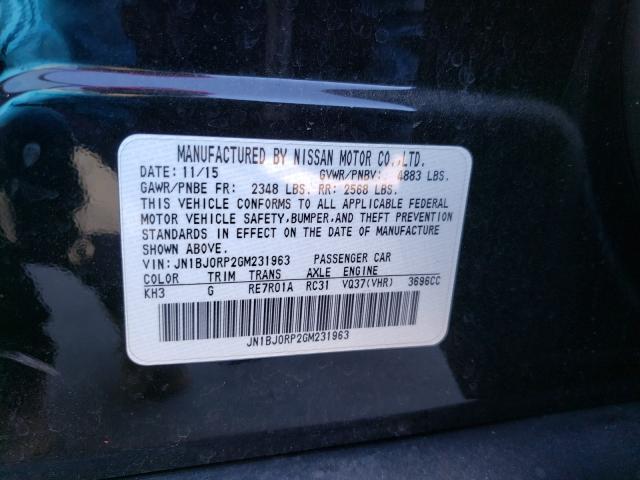 MANUFACTURED BY NISSAN MOTOR CO.,LTD.
DATE: 11/15 GVWR/PNBV: 4883 LBS.
GAWR/PNBE FR: 2348 LBS. RR: 2568 LBS.
THIS VEHICLE CONFORMS TO ALL APPLICABLE FEDERAL
MOTOR VEHICLE SAFETY,BUMPER,AND THEFT PREVENTION
STANDARDS IN EFFECT ON THE DATE OF MANUFACTURE
SHOWN ABOVE.
VIN: JN1BJ0RP2GM231963 PASSENGER CAR
COLOR TRIM TRANS AXLE ENGINE
KH3 G RE7R01A RC31 VQ37(VHR) 3696CC
JN1BJ0RP2GM231963